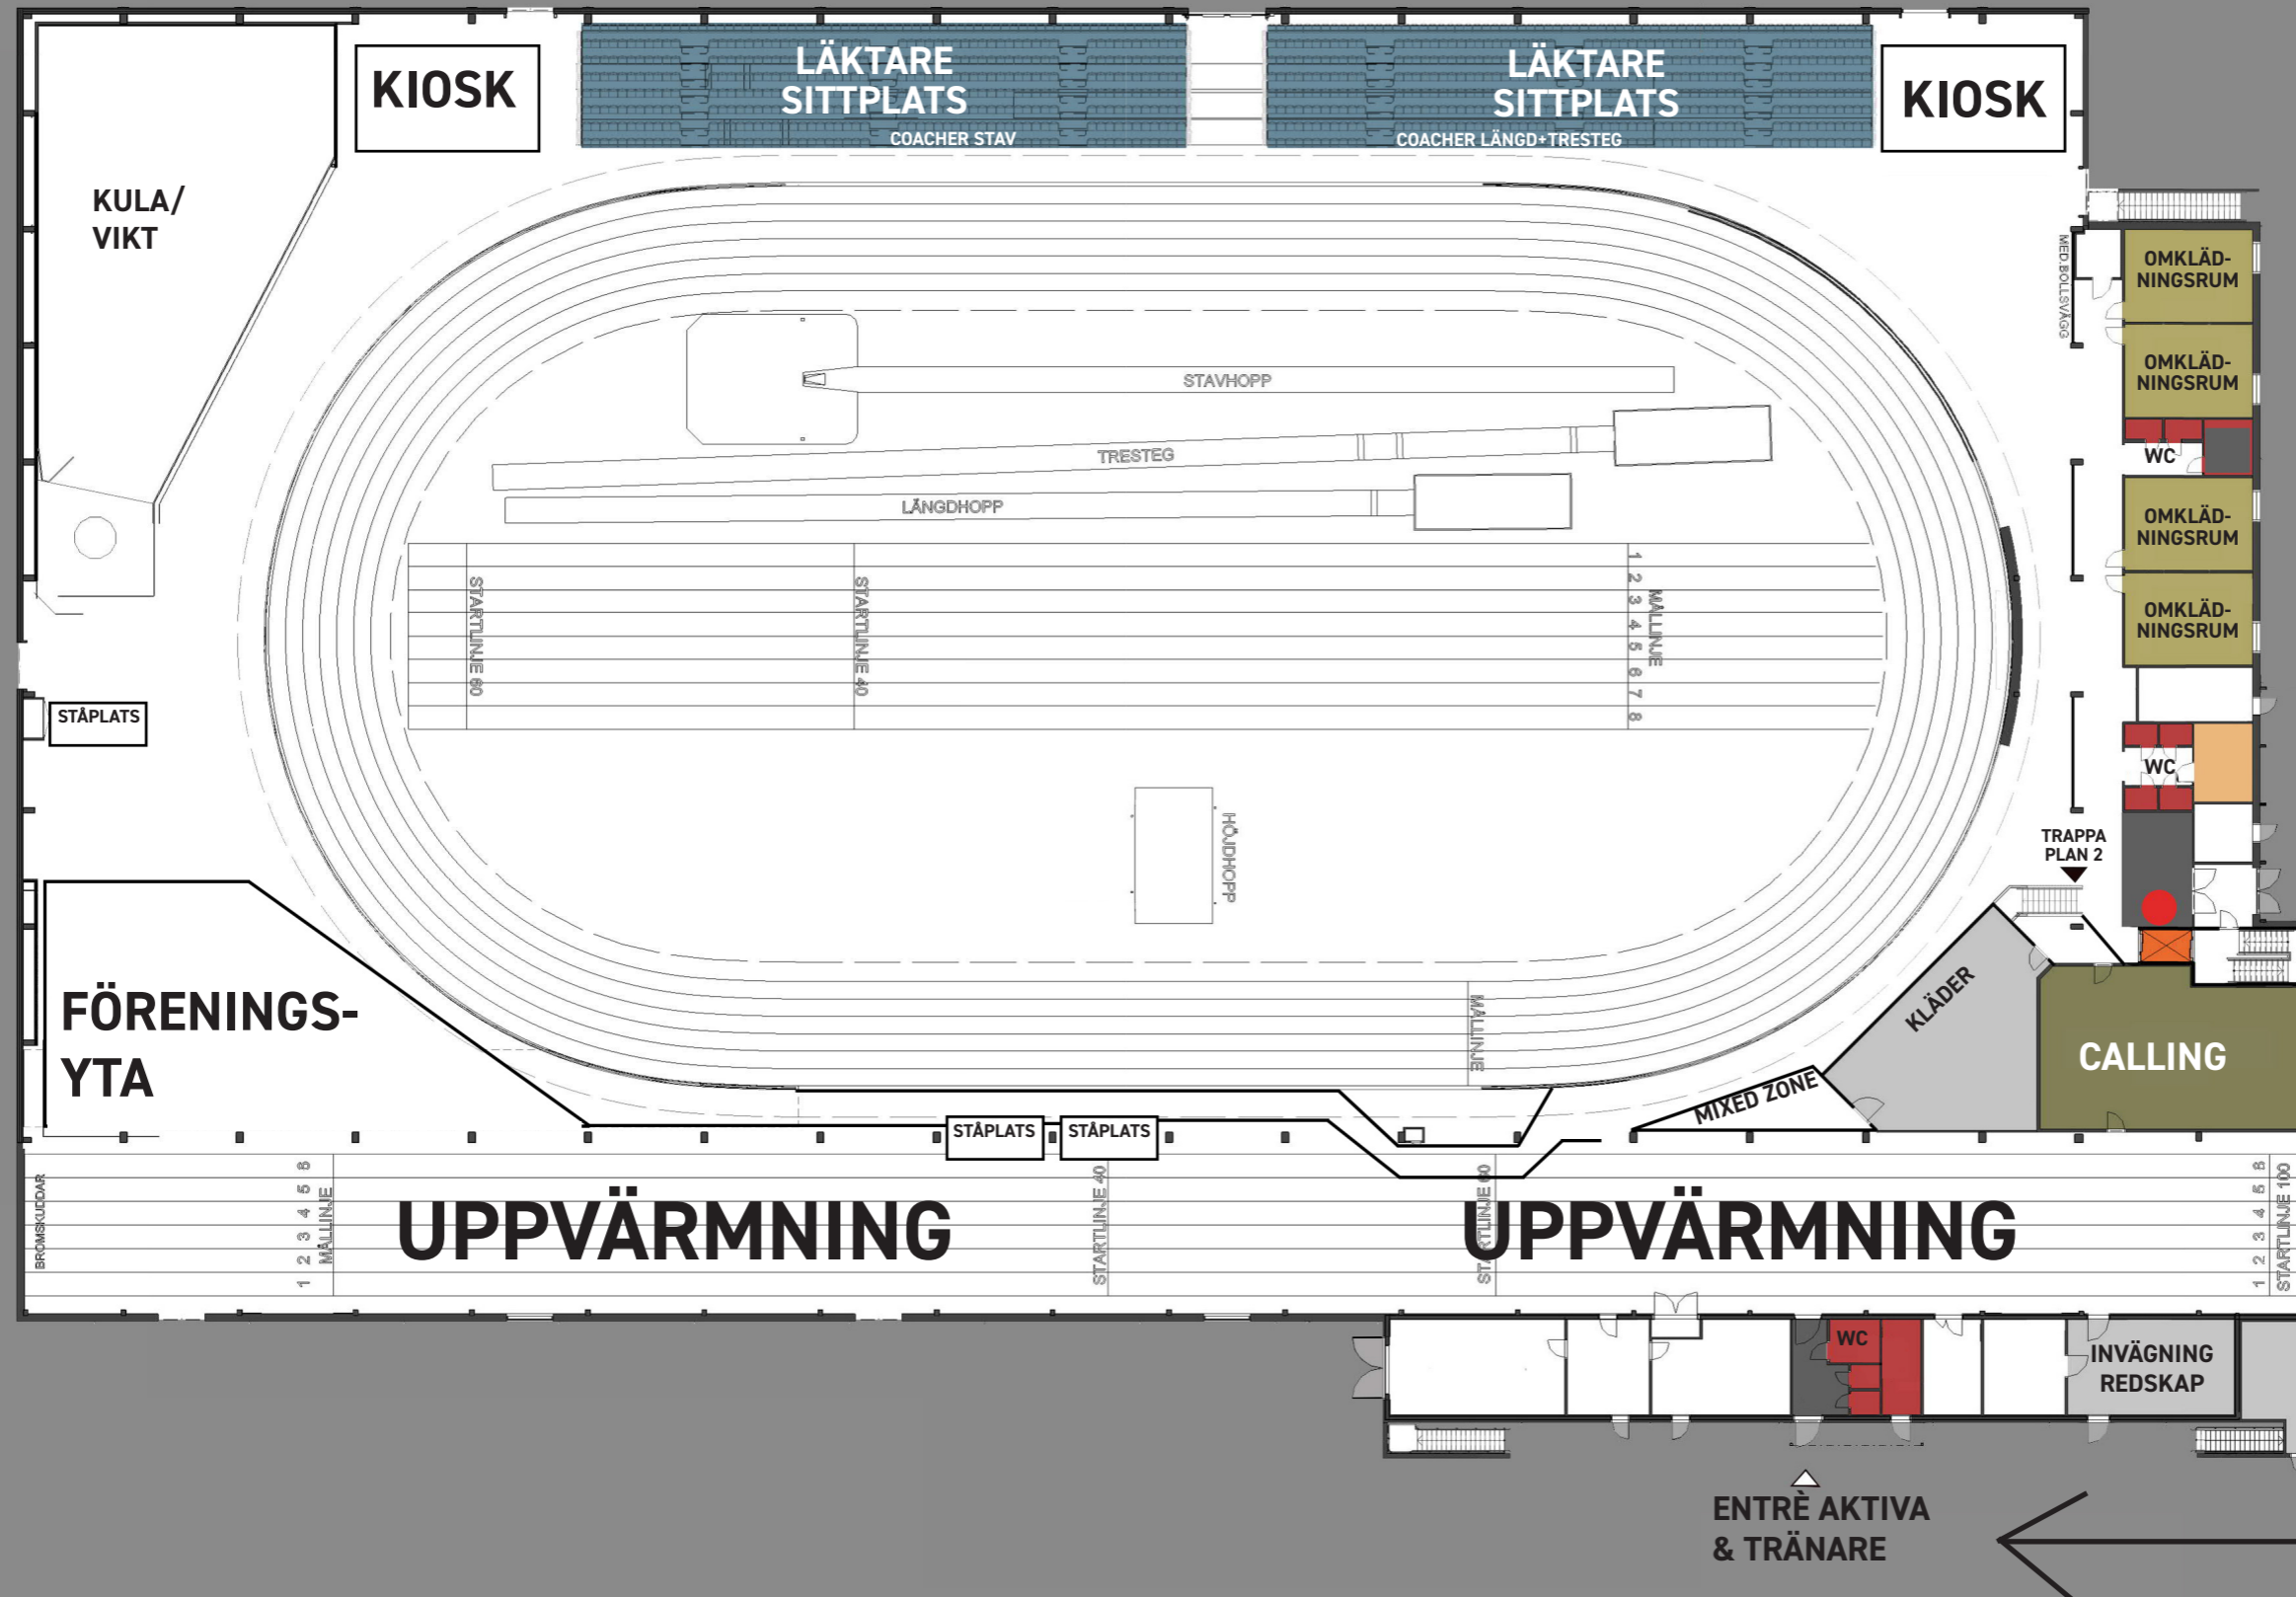 KIOSK
LÄKTARE
SITTPLATS
COACHER STAV
LÄKTARE
SITTPLATS
COACHER LÄNGD+TRESTEG
KIOSK
KULA/
VIKT
MED.BOLLSVÄGG
OMKLÄD-
NINGSRUM
OMKLÄD-
NINGSRUM
WC
OMKLÄD-
NINGSRUM
OMKLÄD-
NINGSRUM
WC
STAVHOPP
TRESTEG
LÄNGDHOPP
STARTLINJE 60
STARTLINJE 40
1
2
3
4
5
6
7
8
MÅLLINJE
STÅPLATS
HÖJDHOPP
TRAPPA
PLAN 2
FÖRENINGS-
YTA
MÅLLINJE
KLÄDER
CALLING
MIXED ZONE
STÅPLATS
STÅPLATS
BROMSKUDDAR
1 2 3 4 5 6
MÅLLINJE
UPPVÄRMNING
STARTLINJE 40
STARTLINJE 60
UPPVÄRMNING
1 2 3 4 5 6
STARTLINJE 100
WC
INVÄGNING
REDSKAP
ENTRÈ AKTIVA
& TRÄNARE